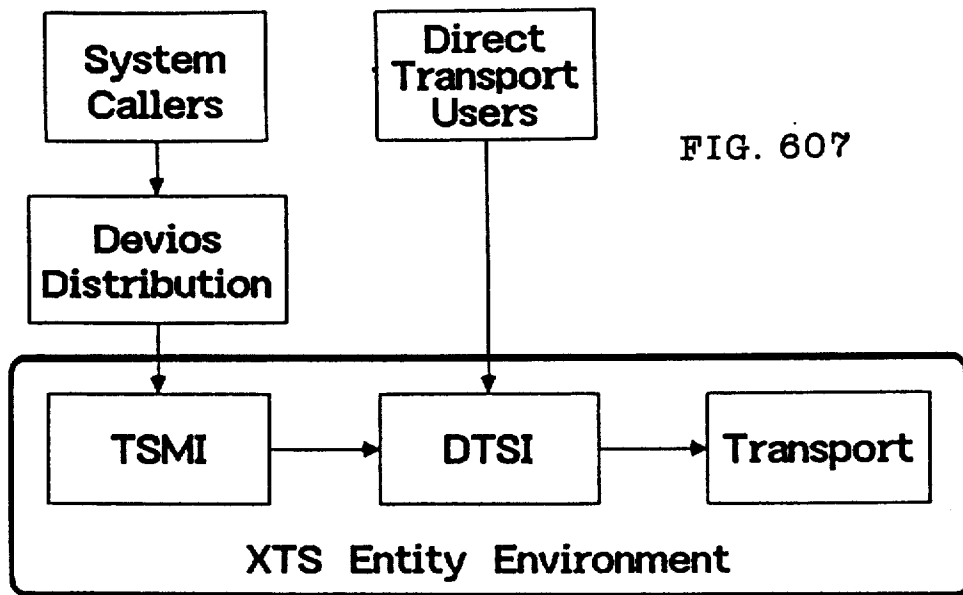 System
Callers
Direct
Transport
Users
FIG. 607
Devios
Distribution
TSMI
DTSI
Transport
XTS Entity Environment